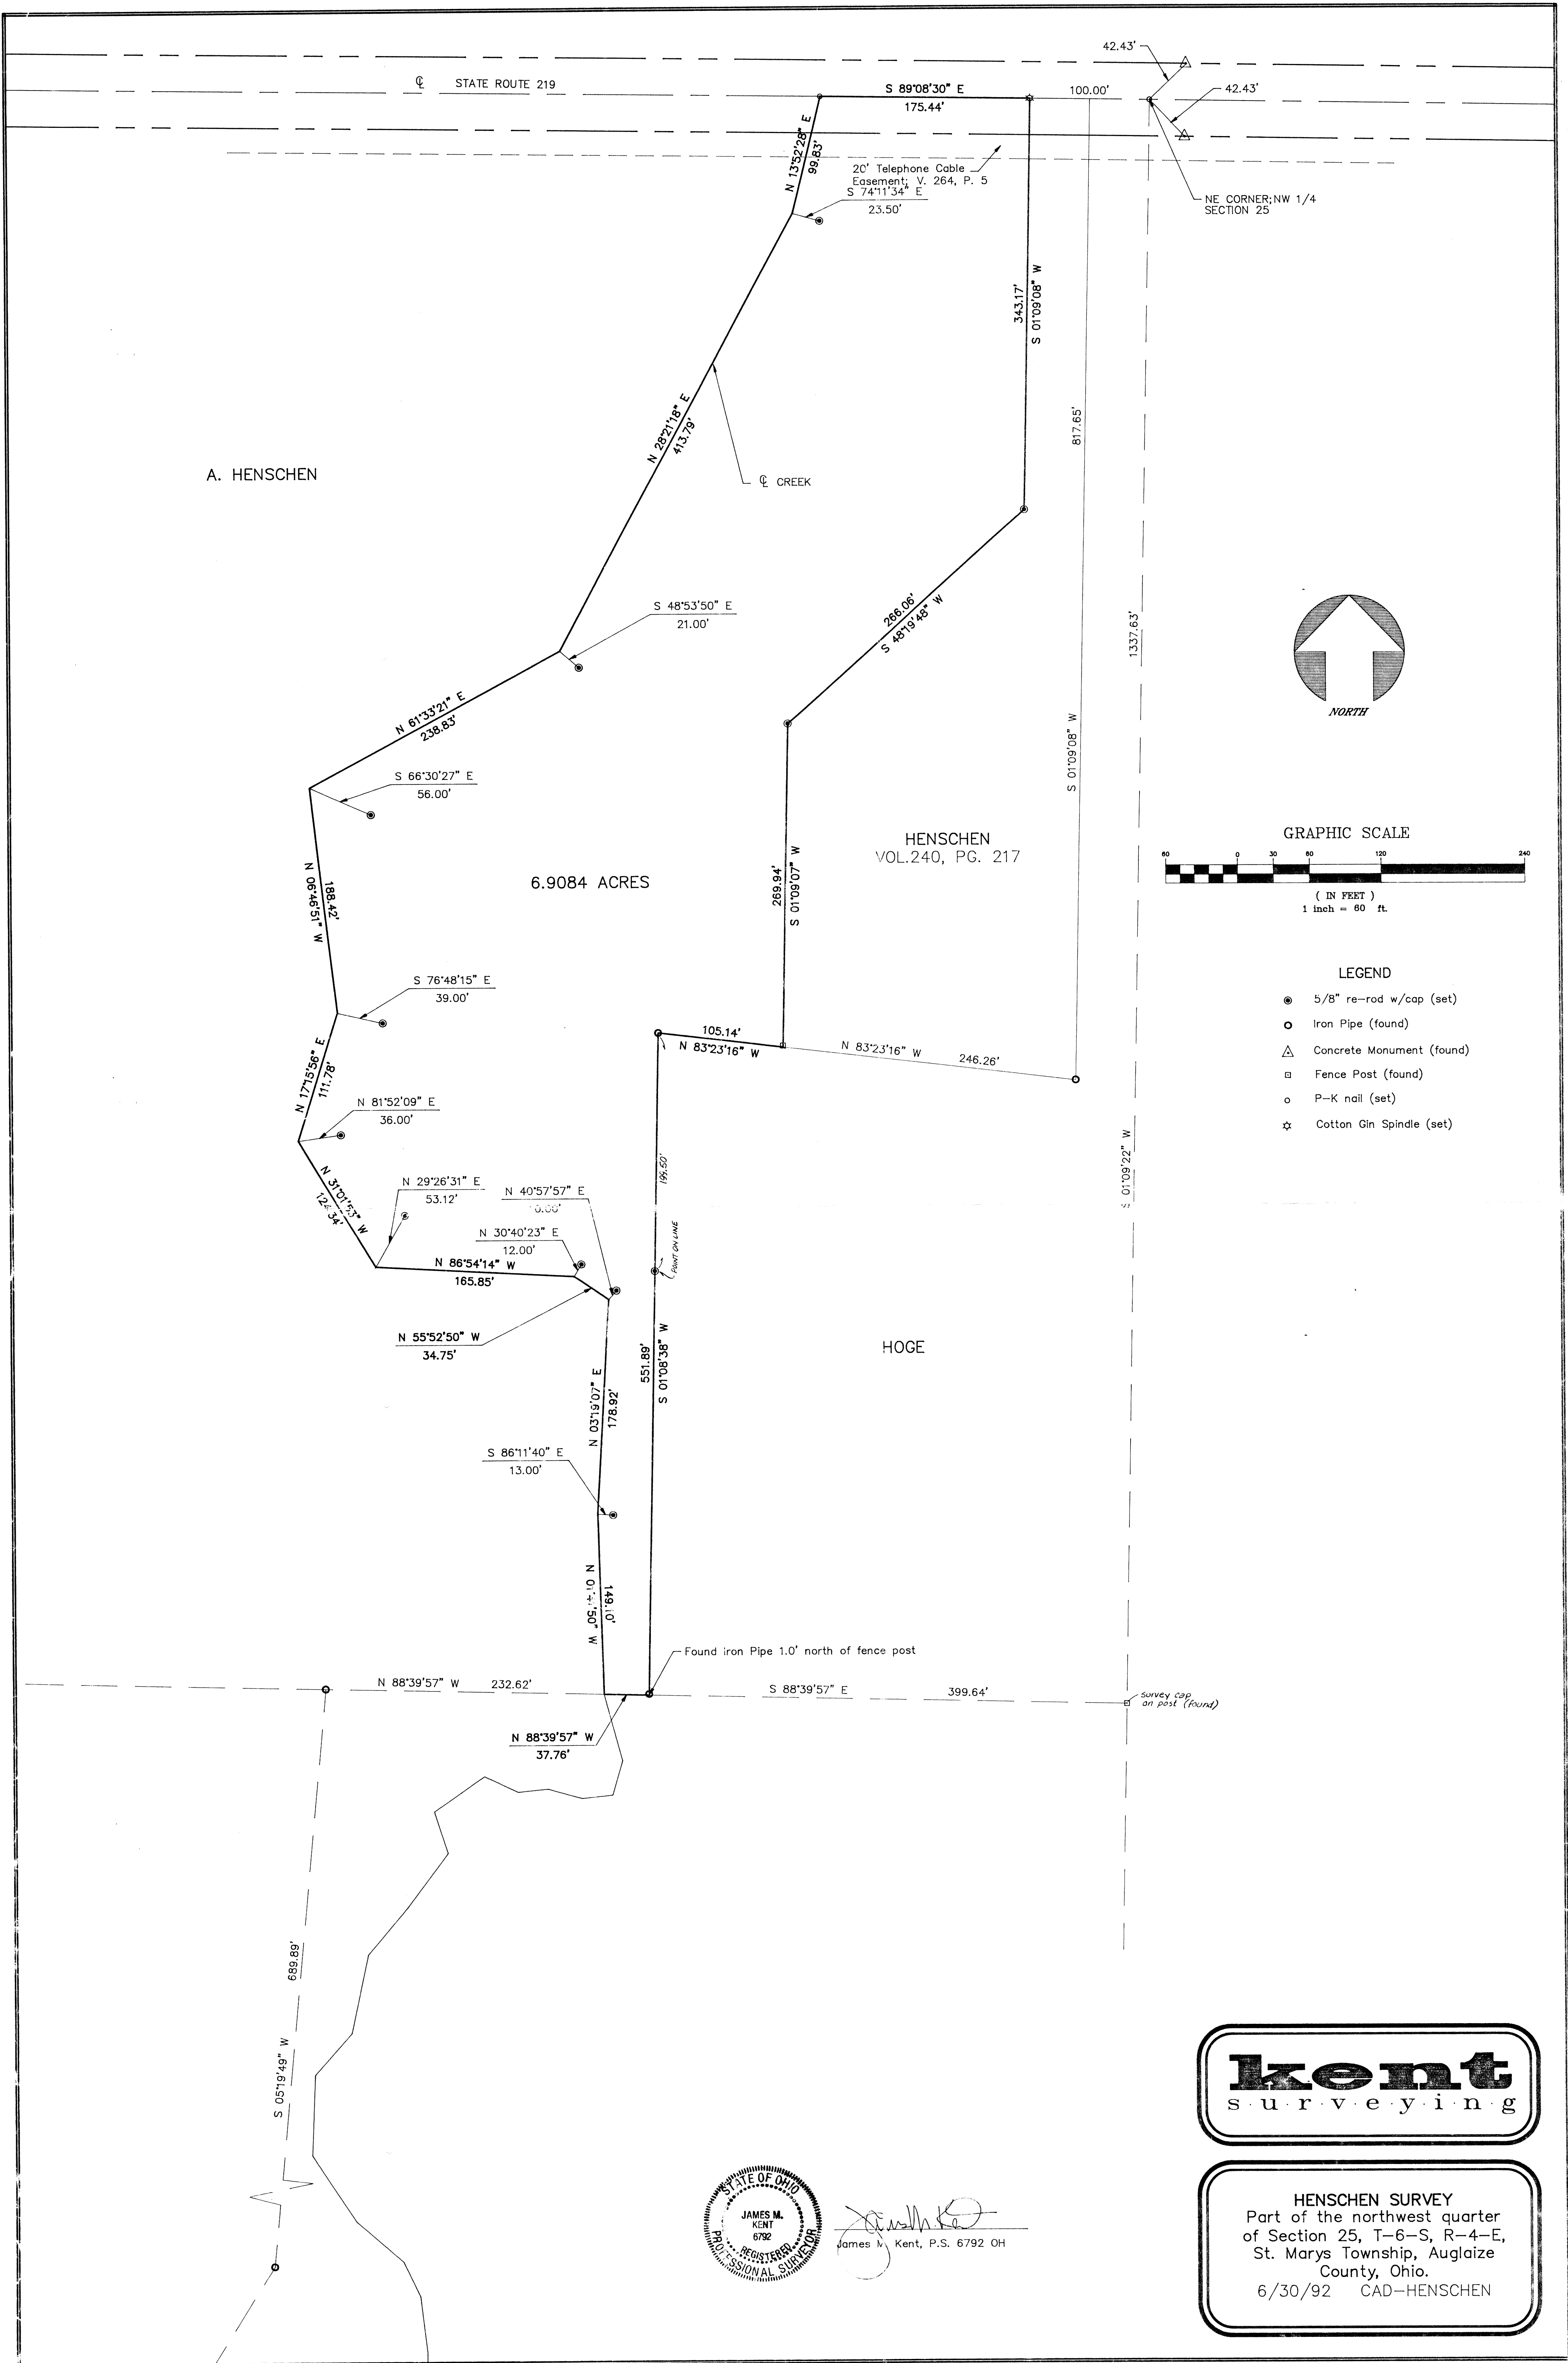 42.43'
℄ STATE ROUTE 219
S 89°08'30" E
175.44'
100.00'
42.43'
N 13°52'28" E
99.83'
20' Telephone Cable
Easement; V. 264, P. 5
S 74°11'34" E
23.50'
NE CORNER; NW 1/4
SECTION 25
343.17'
S 01°09'08" W
817.65'
S 01°09'08" W
N 28°21'18" E
413.79'
℄ CREEK
A. HENSCHEN
S 48°53'50" E
21.00'
266.06'
S 48°19'48" W
1337.63'
S 01°09'22" W
NORTH
N 61°33'21" E
238.83'
S 66°30'27" E
56.00'
HENSCHEN
VOL.240, PG. 217
GRAPHIC SCALE
60 0 30 60 120 240
( IN FEET )
1 inch = 60 ft.
6.9084 ACRES
269.94'
S 01°09'07" W
188.42'
N 06°46'51" W
LEGEND
5/8" re-rod w/cap (set)
Iron Pipe (found)
Concrete Monument (found)
Fence Post (found)
P-K nail (set)
Cotton Gin Spindle (set)
S 76°48'15" E
39.00'
105.14'
N 83°23'16" W
N 83°23'16" W 246.26'
N 17°15'56" E
111.78'
N 81°52'09" E
36.00'
N 31°01'53" W
N 29°26'31" E
53.12'
N 40°57'57" E
N 30°40'23" E
12.00'
199.50'
POINT ON LINE
N 86°54'14" W
165.85'
N 55°52'50" W
34.75'
551.89'
S 01°08'38" W
HOGE
N 03°19'07" E
178.92'
S 86°11'40" E
13.00'
Found iron Pipe 1.0' north of fence post
N 88°39'57" W 232.62'
S 88°39'57" E 399.64'
survey cap
on post (found)
N 88°39'57" W
37.76'
689.89'
S 05°19'49" W
kent
s·u·r·v·e·y·i·n·g
STATE OF OHIO
JAMES M.
KENT
6792
REGISTERED
PROFESSIONAL SURVEYOR
James M. Kent, P.S. 6792 OH
HENSCHEN SURVEY
Part of the northwest quarter
of Section 25, T-6-S, R-4-E,
St. Marys Township, Auglaize
County, Ohio.
6/30/92 CAD-HENSCHEN